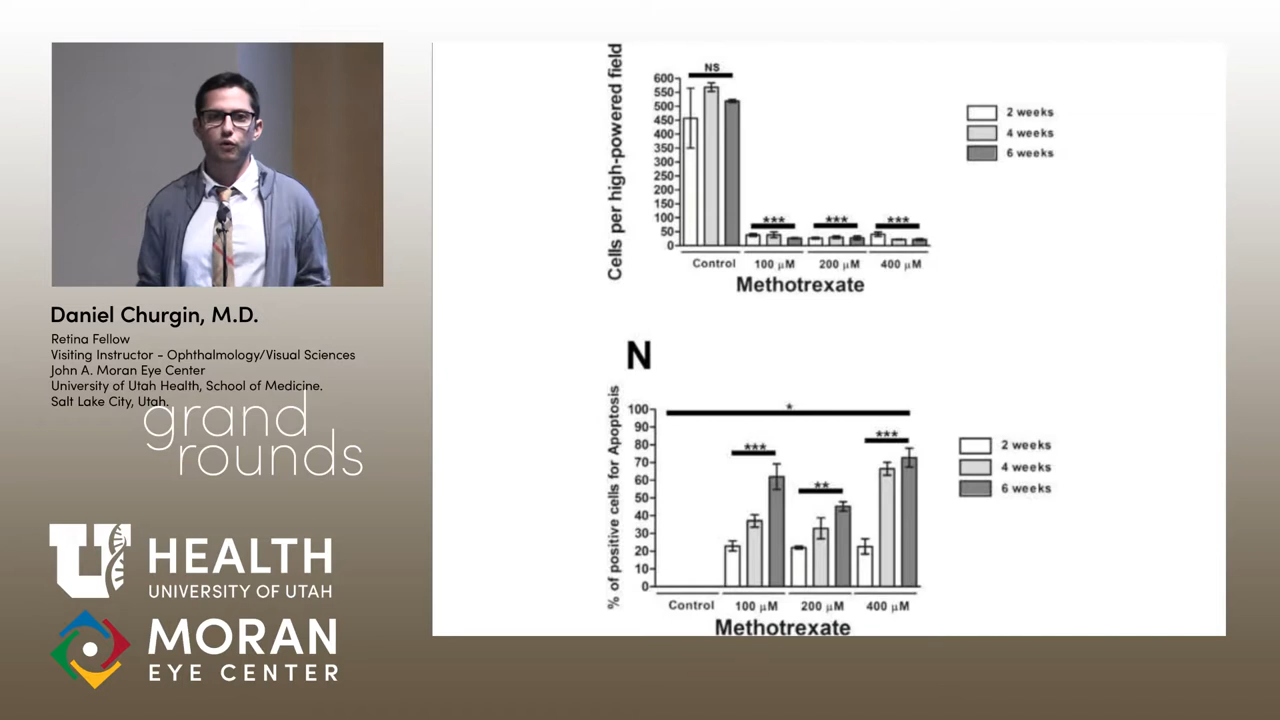 Daniel Churgin, M.D.
Retina Fellow
Visiting Instructor - Ophthalmology/Visual Sciences
John A. Moran Eye Center
University of Utah Health, School of Medicine.
Salt Lake City, Utah.
grand
rounds
U HEALTH
UNIVERSITY OF UTAH
MORAN
EYE CENTER
Cells per high-powered field
600
550
500
450
400
350
300
250
200
150
100
50
0
NS
***
***
***
Control
100 µM
200 µM
400 µM
Methotrexate
2 weeks
4 weeks
6 weeks
N
% of positive cells for Apoptosis
100
90
80
70
60
50
40
30
20
10
0
*
***
**
***
Control
100 µM
200 µM
400 µM
Methotrexate
2 weeks
4 weeks
6 weeks